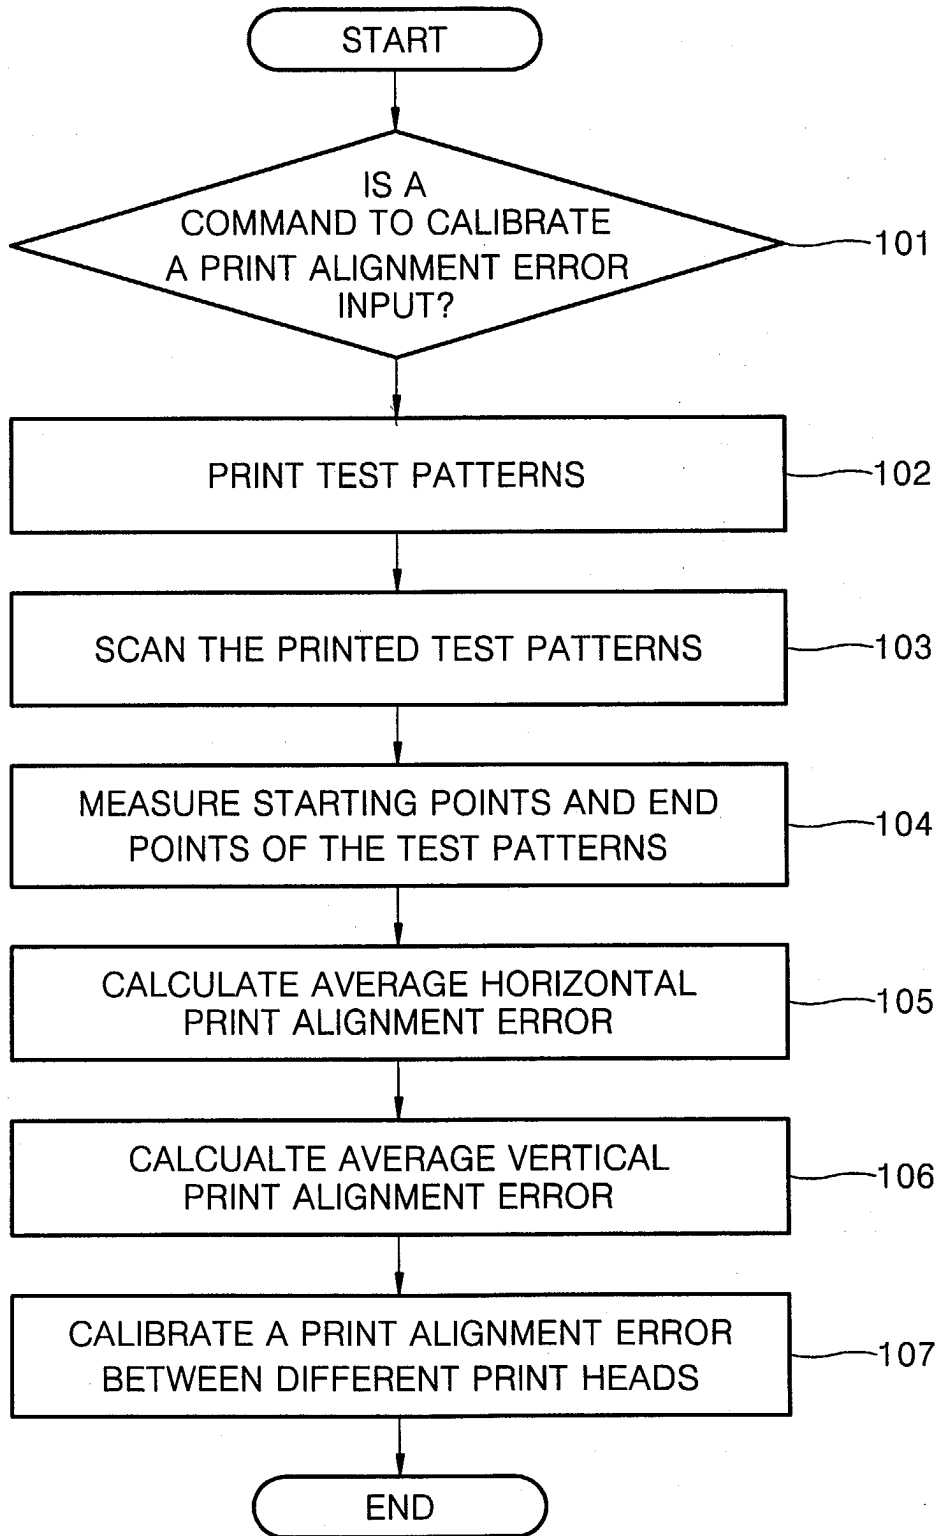 START
IS A
COMMAND TO CALIBRATE
A PRINT ALIGNMENT ERROR
INPUT?
101
PRINT TEST PATTERNS
102
SCAN THE PRINTED TEST PATTERNS
103
MEASURE STARTING POINTS AND END
POINTS OF THE TEST PATTERNS
104
CALCULATE AVERAGE HORIZONTAL
PRINT ALIGNMENT ERROR
105
CALCUALTE AVERAGE VERTICAL
PRINT ALIGNMENT ERROR
106
CALIBRATE A PRINT ALIGNMENT ERROR
BETWEEN DIFFERENT PRINT HEADS
107
END